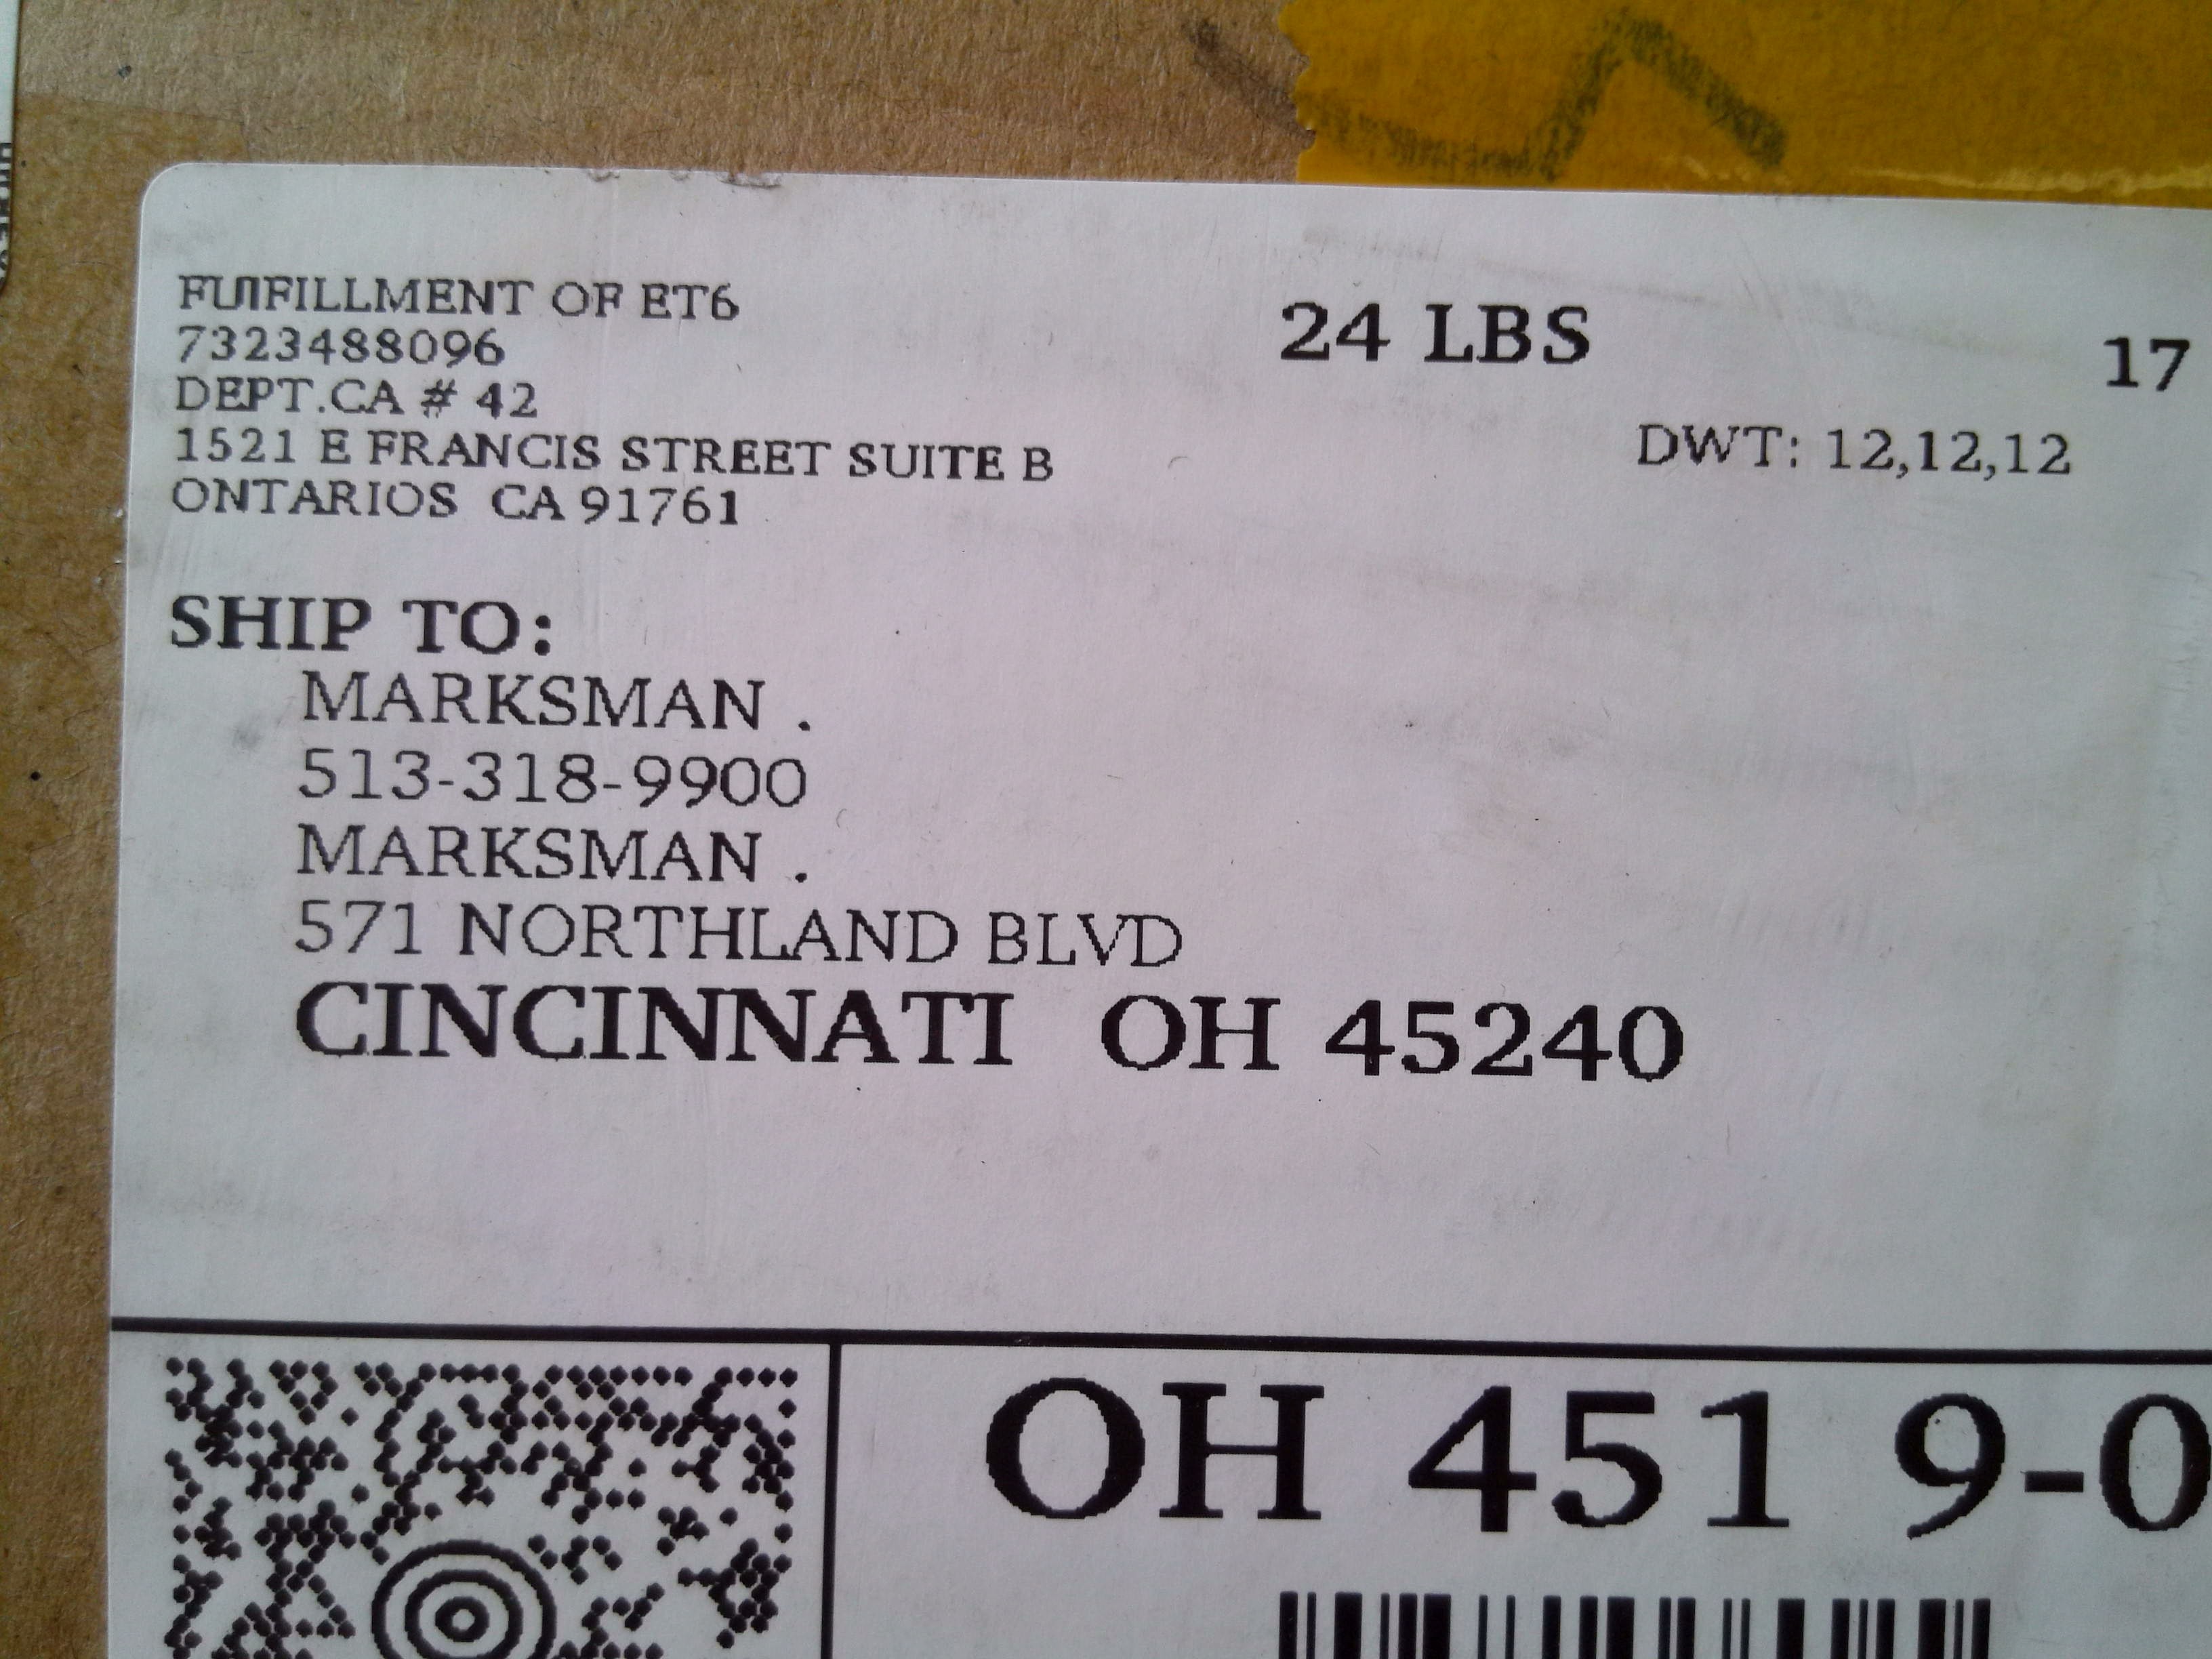 FUlFILLMENT OF ET6
7323488096
DEPT.CA # 42
1521 E FRANCIS STREET SUITE B
ONTARIOS CA 91761
24 LBS
17
DWT: 12,12,12
SHIP TO:
MARKSMAN .
513-318-9900
MARKSMAN .
571 NORTHLAND BLVD
CINCINNATI OH 45240
OH 451 9-0